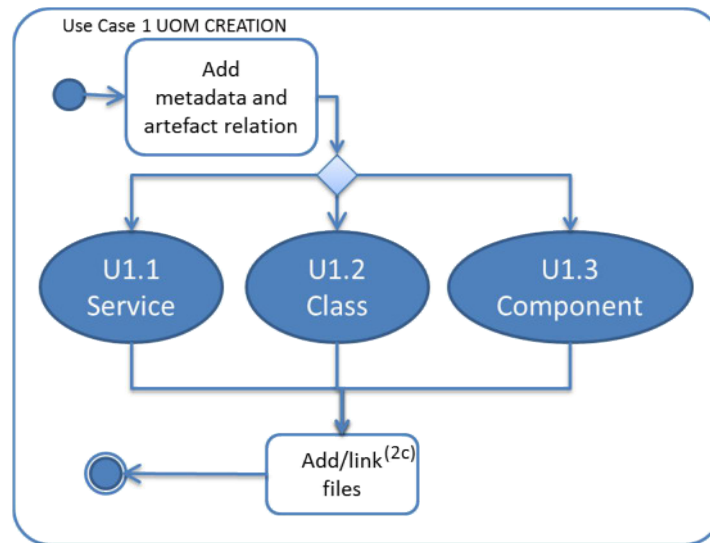 Use Case 1 UOM CREATION
Add
metadata and
artefact relation
U1.1
Service
U1.2
Class
U1.3
Component
Add/link(2c)
files